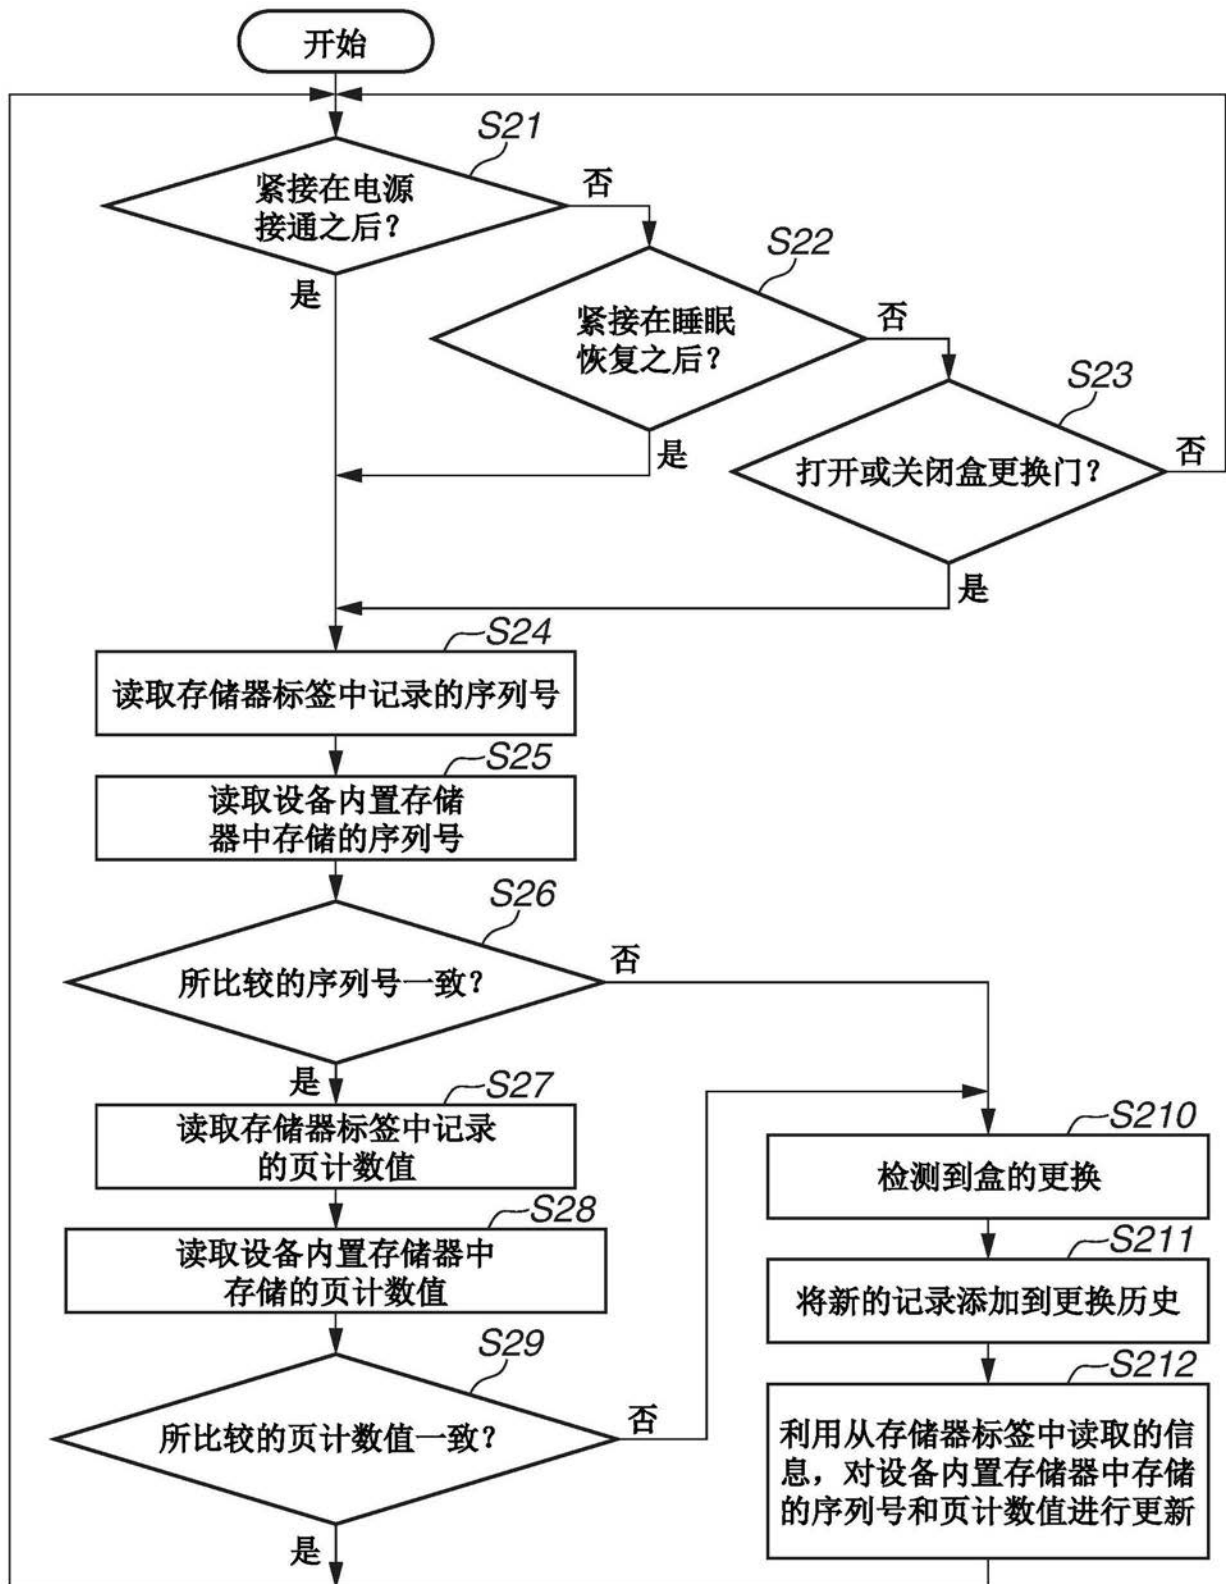 开始
S21
紧接在电源
接通之后？
否
是
S22
紧接在睡眠
恢复之后？
否
是
S23
打开或关闭盒更换门？
否
是
S24
读取存储器标签中记录的序列号
S25
读取设备内置存储
器中存储的序列号
S26
所比较的序列号一致？
否
是
S27
读取存储器标签中记录
的页计数值
S28
读取设备内置存储器中
存储的页计数值
S29
所比较的页计数值一致？
否
是
S210
检测到盒的更换
S211
将新的记录添加到更换历史
S212
利用从存储器标签中读取的信
息，对设备内置存储器中存储
的序列号和页计数值进行更新